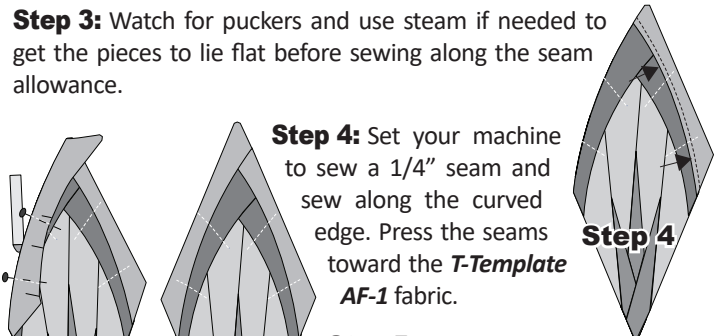 Step 3: Watch for puckers and use steam if needed to
get the pieces to lie flat before sewing along the seam
allowance.
Step 4: Set your machine
to sew a 1/4” seam and
sew along the curved
edge. Press the seams
toward the T-Template
AF-1 fabric.
Step 4